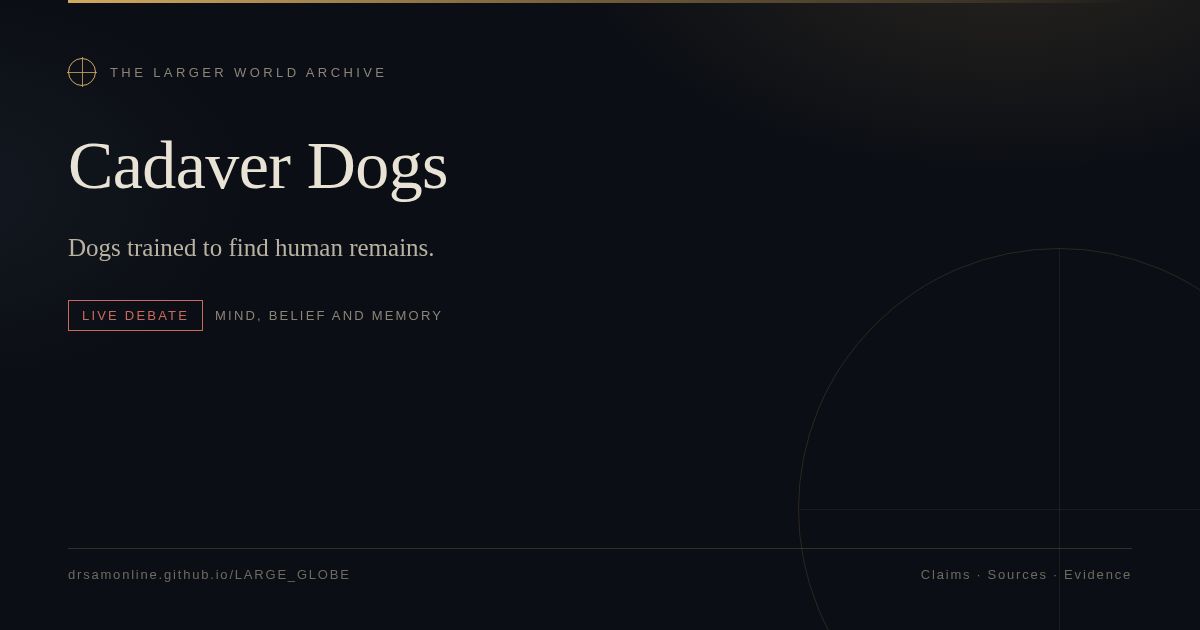 THE LARGER WORLD ARCHIVE
Cadaver Dogs
Dogs trained to find human remains.
LIVE DEBATE MIND, BELIEF AND MEMORY
drsamonline.github.io/LARGE_GLOBE
Claims · Sources · Evidence